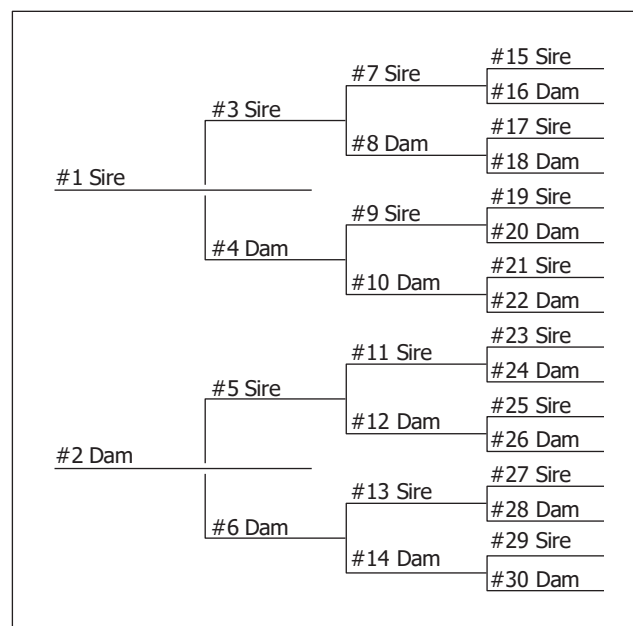 #1 Sire
#2 Dam
#3 Sire
#4 Dam
#5 Sire
#6 Dam
#7 Sire
#8 Dam
#9 Sire
#10 Dam
#11 Sire
#12 Dam
#13 Sire
#14 Dam
#15 Sire
#16 Dam
#17 Sire
#18 Dam
#19 Sire
#20 Dam
#21 Sire
#22 Dam
#23 Sire
#24 Dam
#25 Sire
#26 Dam
#27 Sire
#28 Dam
#29 Sire
#30 Dam